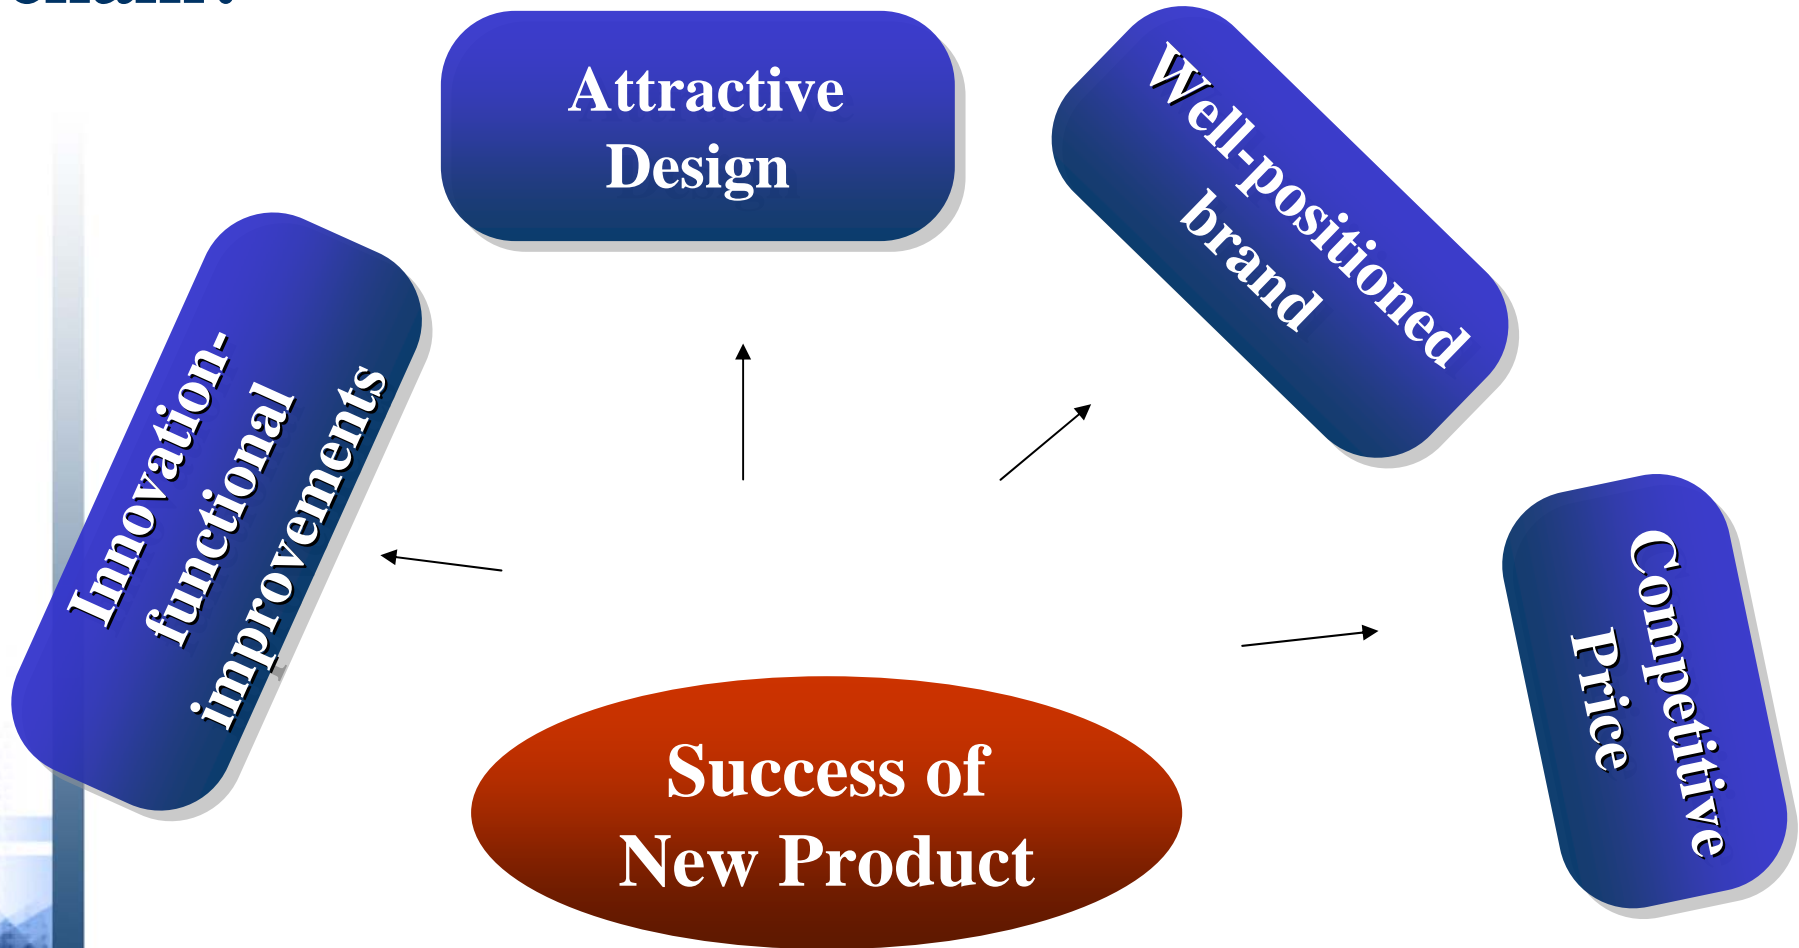 Attractive
Design
Well-positioned
brand
Innovation-
functional
improvements
Competitive
Price
Success of
New Product